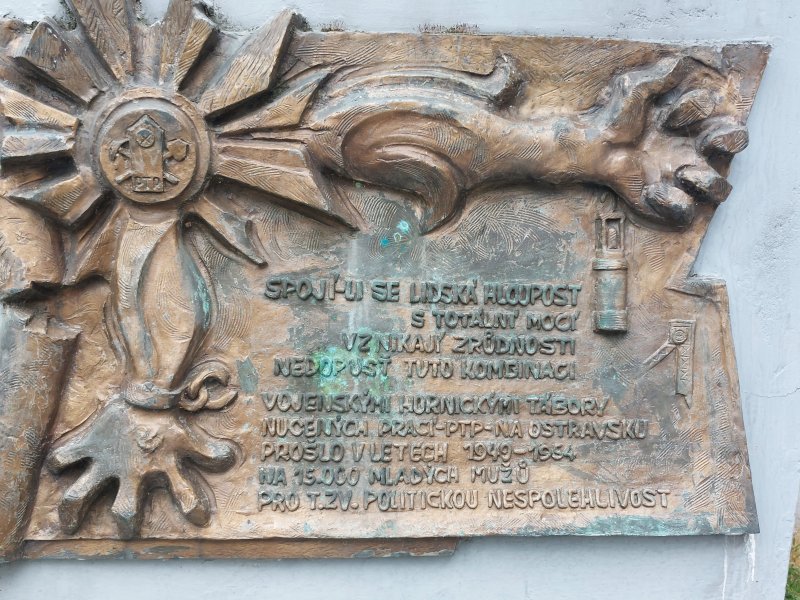 PTP
SPOJÍ-LI SE LIDSKÁ HLOUPOST
S TOTÁLNÍ MOCÍ
VZNIKAJÍ ZRŮDNOSTI
NEDOPUSŤ TUTO KOMBINACI
VOJENSKÝMI HORNICKÝMI TÁBORY
NUCENÝCH PRACÍ-PTP-NA OSTRAVSKU
PROŠLO V LETECH 1949-1954
NA 15.000 MLADÝCH MUŽŮ
PRO T.ZV. POLITICKOU NESPOLEHLIVOST